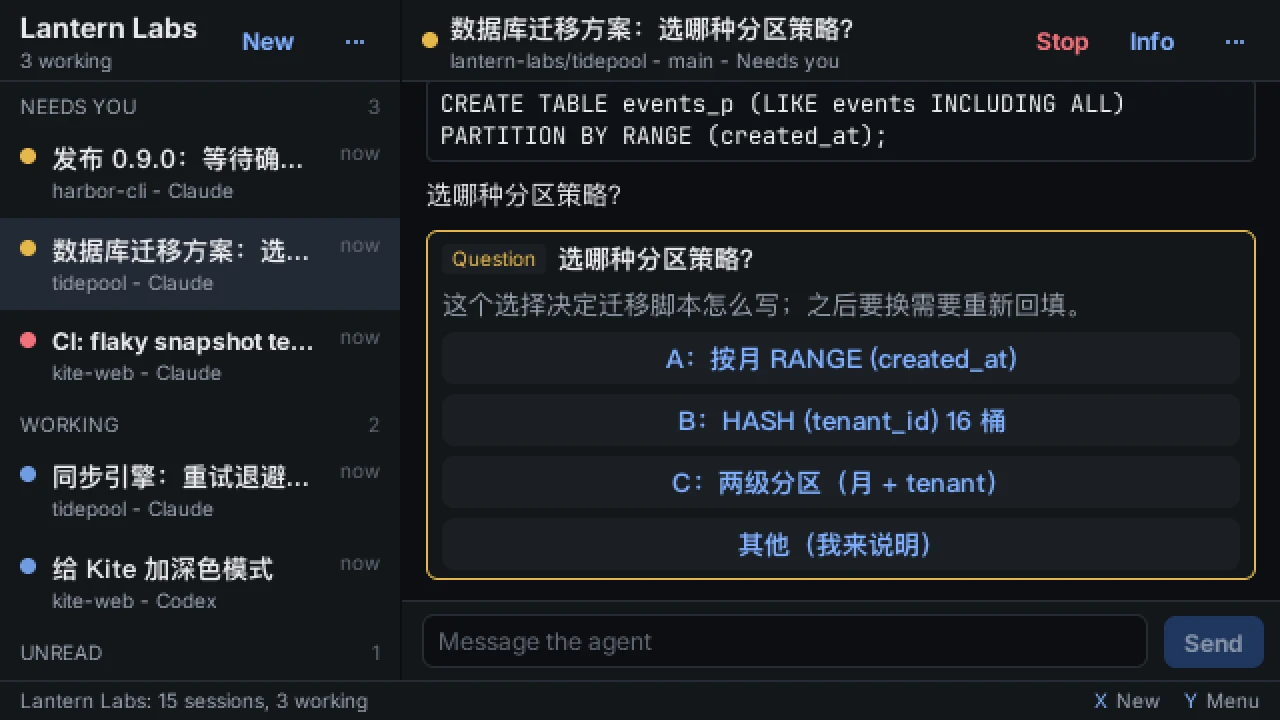 Lantern Labs
3 working
New
...
NEEDS YOU 3
发布 0.9.0：等待确... now
harbor-cli - Claude
数据库迁移方案：选... now
tidepool - Claude
CI: flaky snapshot te... now
kite-web - Claude
WORKING 2
同步引擎：重试退避... now
tidepool - Claude
给 Kite 加深色模式 now
kite-web - Codex
UNREAD 1
数据库迁移方案：选哪种分区策略？
lantern-labs/tidepool - main - Needs you
Stop
Info
...
CREATE TABLE events_p (LIKE events INCLUDING ALL)
PARTITION BY RANGE (created_at);
选哪种分区策略？
Question 选哪种分区策略？
这个选择决定迁移脚本怎么写；之后要换需要重新回填。
A：按月 RANGE (created_at)
B：HASH (tenant_id) 16 桶
C：两级分区（月 + tenant）
其他（我来说明）
Message the agent
Send
Lantern Labs: 15 sessions, 3 working
X New Y Menu